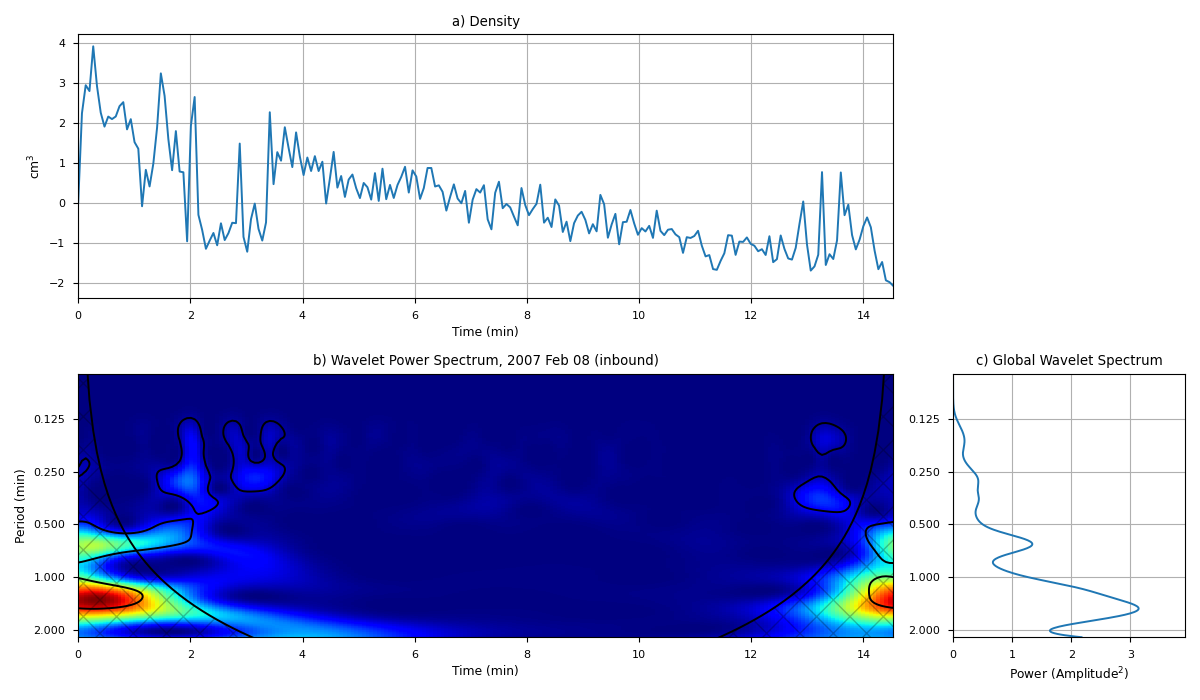 a) Density
4
3
2
1
0
−1
−2
cm³
0 2 4 6 8 10 12 14
Time (min)
b) Wavelet Power Spectrum, 2007 Feb 08 (inbound)
0.125
0.250
0.500
1.000
2.000
Period (min)
0 2 4 6 8 10 12 14
Time (min)
c) Global Wavelet Spectrum
0.125
0.250
0.500
1.000
2.000
0 1 2 3
Power (Amplitude²)